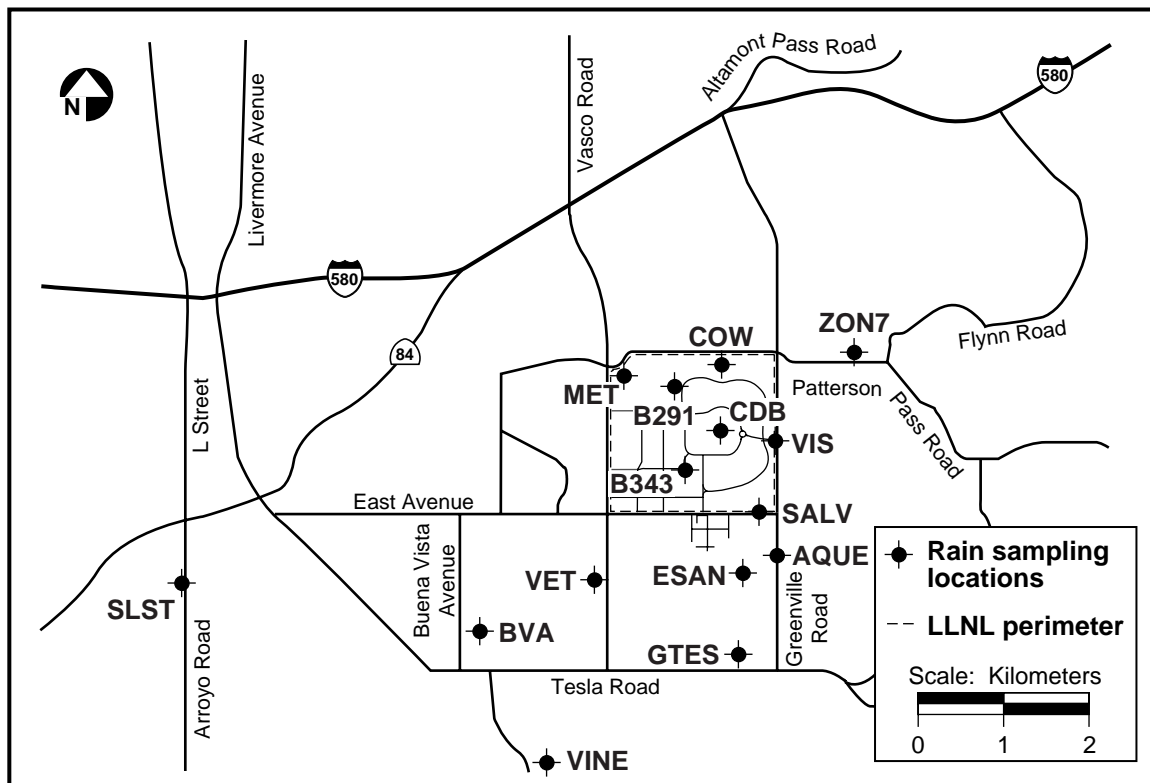 Altamont Pass Road
580
N
Livermore Avenue
Vasco Road
580
ZON7
Flynn Road
COW
84
MET
Patterson
Pass Road
B291
CDB
L Street
VIS
B343
East Avenue
SALV
Buena Vista
Avenue
VET
ESAN
AQUE
Greenville
Road
SLST
BVA
GTES
Arroyo Road
Tesla Road
VINE
Rain sampling
locations
LLNL perimeter
Scale: Kilometers
0 1 2